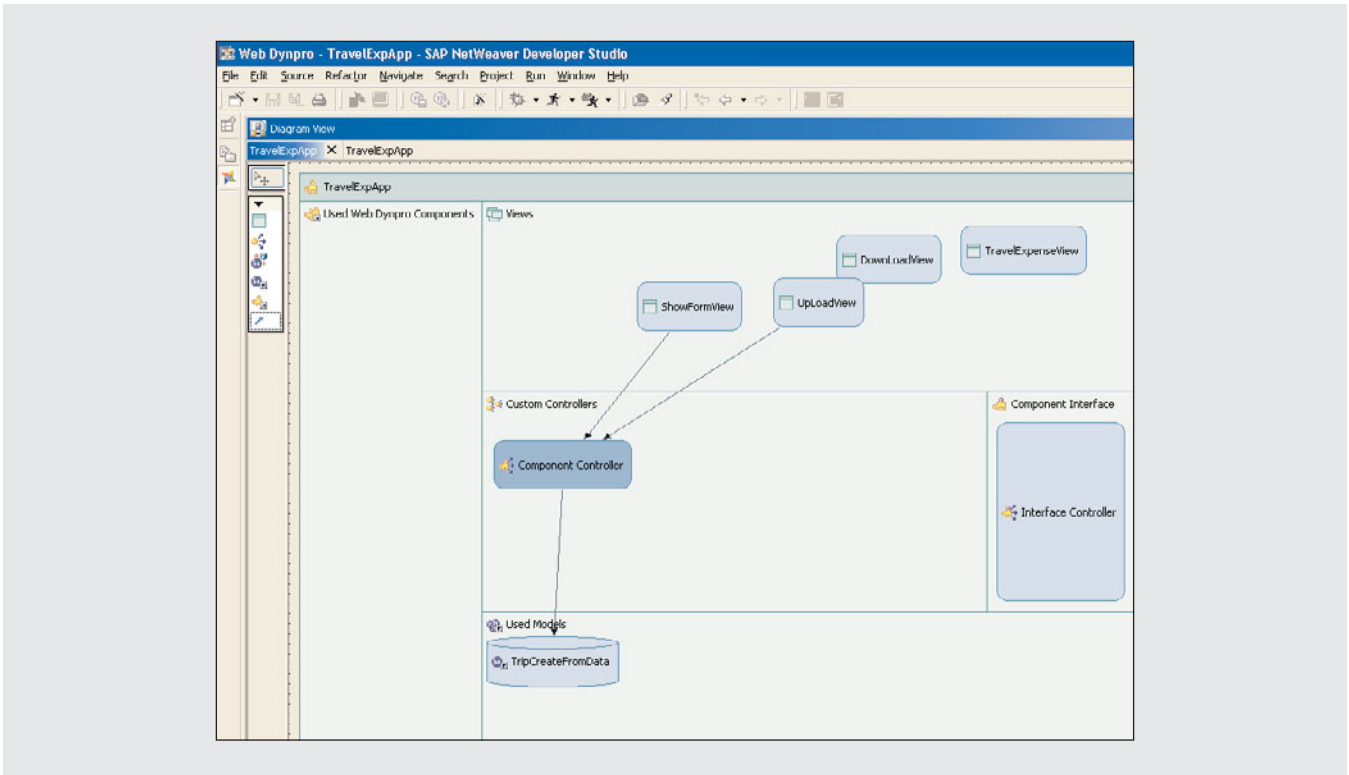 Web Dynpro - TravelExpApp - SAP NetWeaver Developer Studio
File Edit Source Refactor Navigate Search Project Run Window Help
Diagram View
TravelExpApp X TravelExpApp
TravelExpApp
Used Web Dynpro Components
Views
DownLoadView
TravelExpenseView
ShowFormView
UpLoadView
Custom Controllers
Component Interface
Component Controller
Interface Controller
Used Models
TripCreateFromData